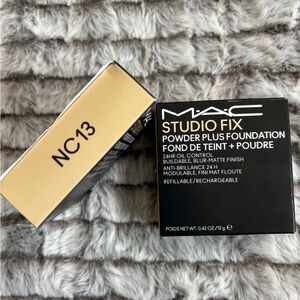 NC13
MAC
STUDIO FIX
POWDER PLUS FOUNDATION
FOND DE TEINT + POUDRE
24HR OIL CONTROL
BUILDABLE, BLUR-MATTE FINISH
ANTI-BRILLANCE 24 H
MODULABLE, FINI MAT FLOUTE
REFILLABLE/RECHARGEABLE
POIDS NET WT. 0.42 OZ./12 g ℮